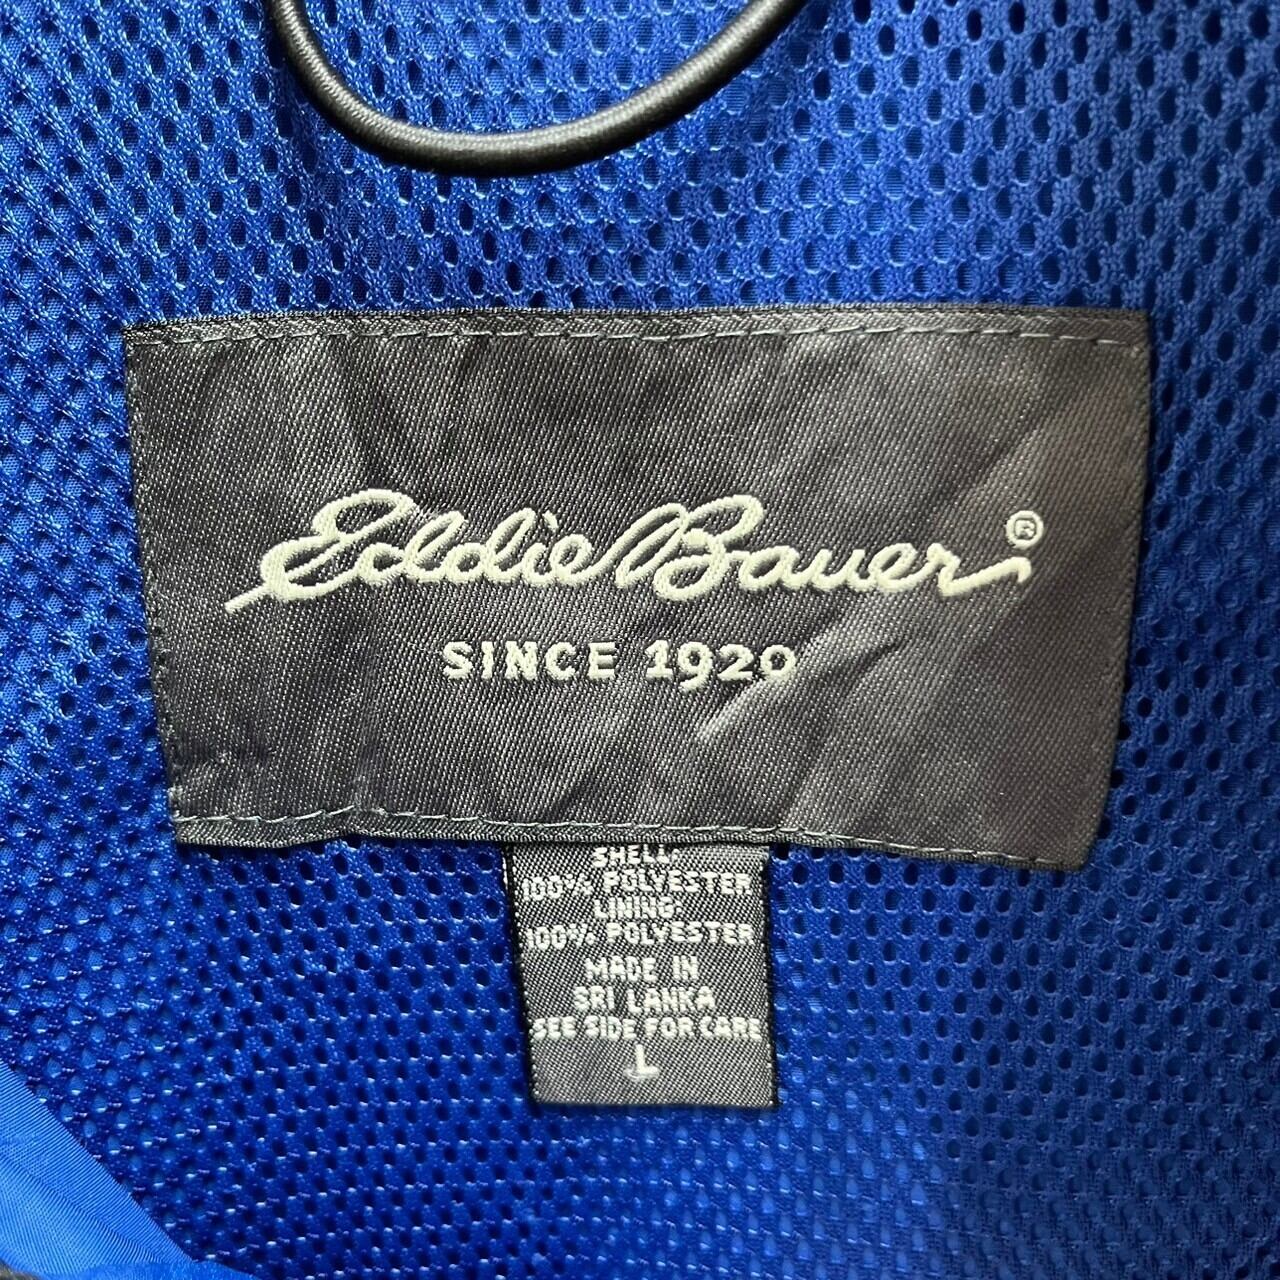 Eddie Bauer®
SINCE 1920
SHELL:
100% POLYESTER
LINING:
100% POLYESTER
MADE IN
SRI LANKA
SEE SIDE FOR CARE
L